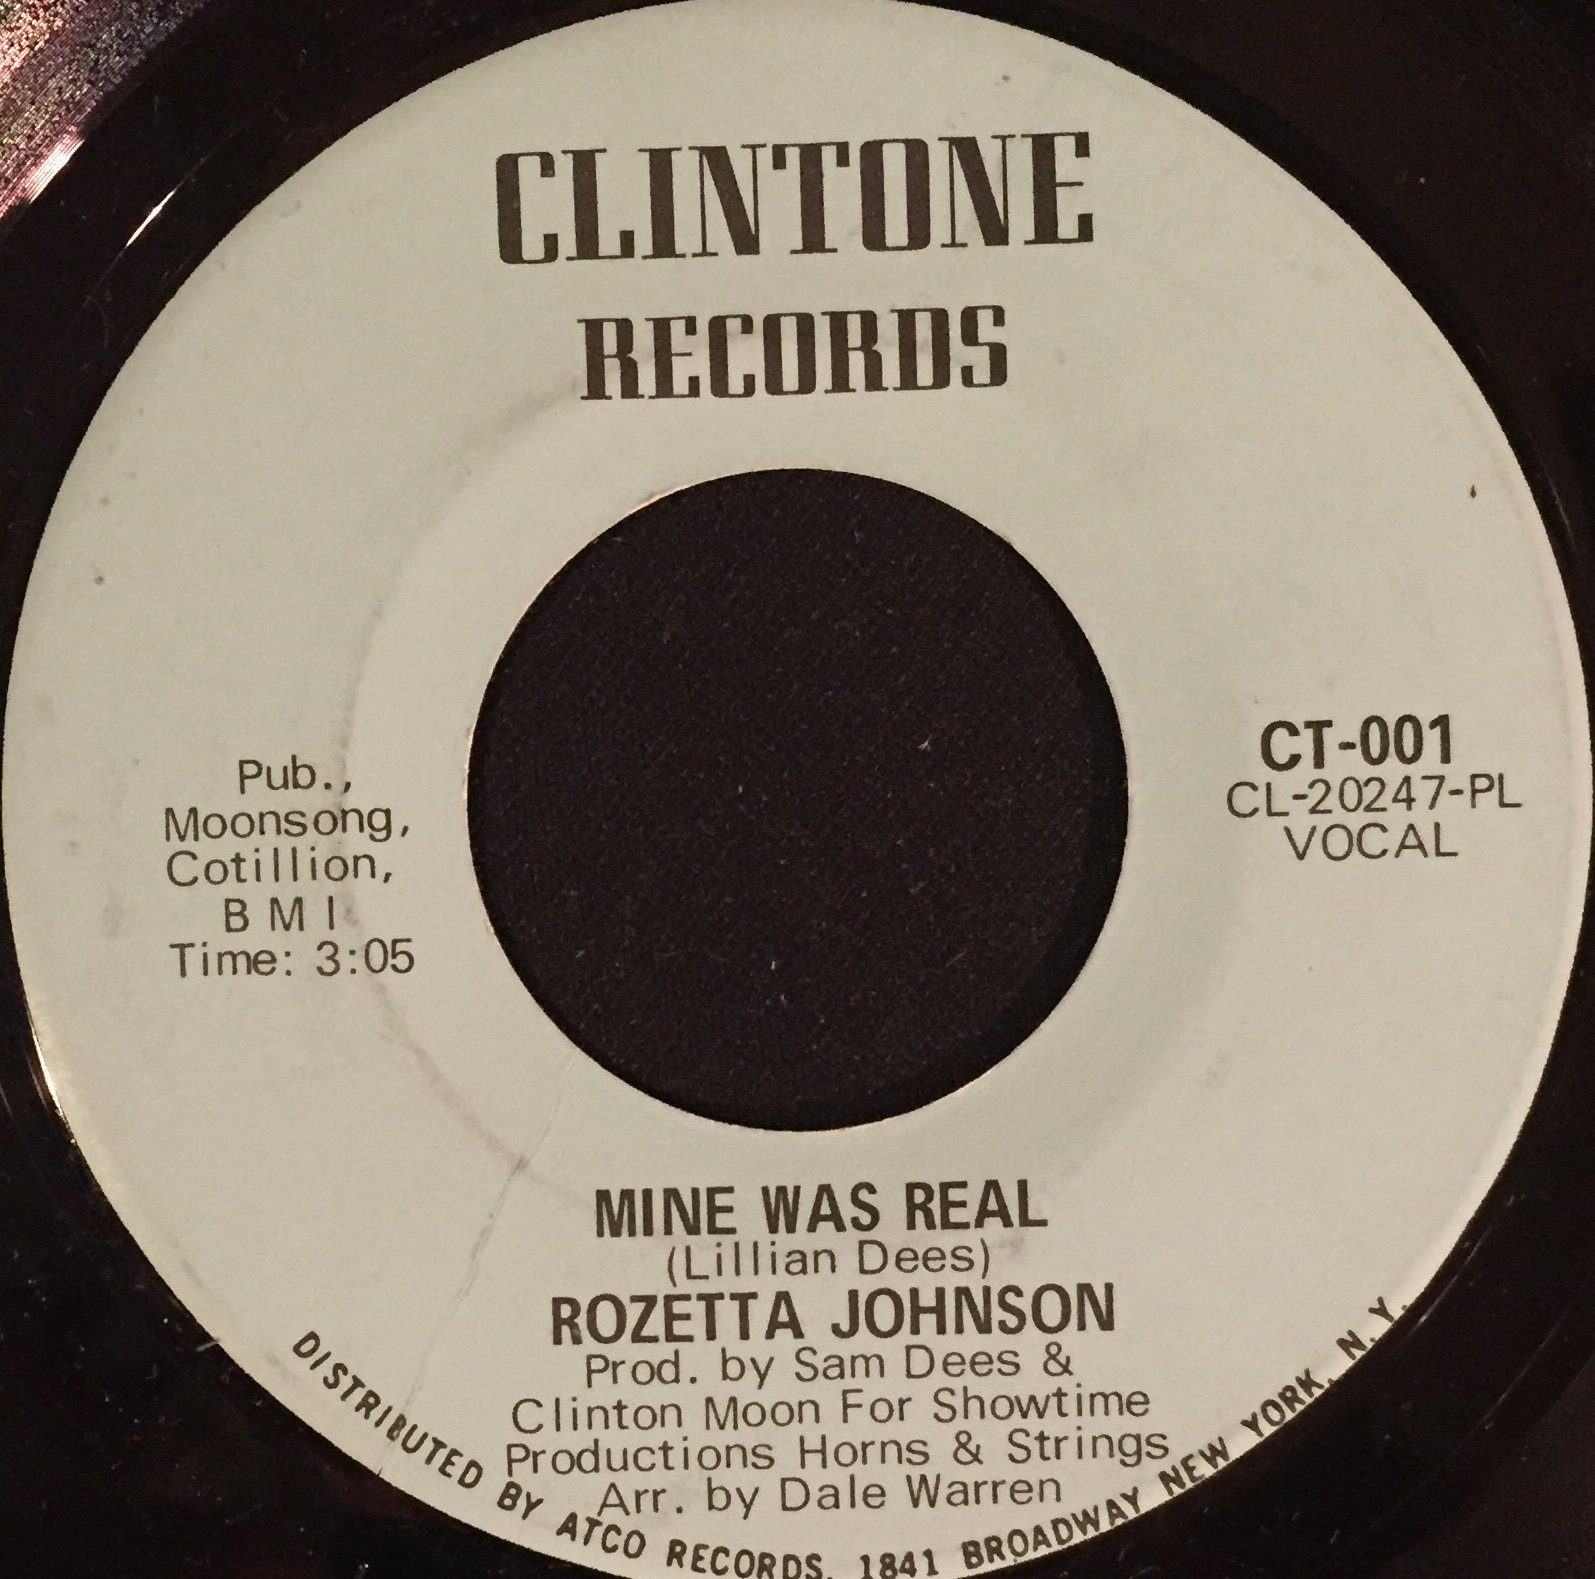 CLINTONE
RECORDS
Pub.,
Moonsong,
Cotillion,
B M I
Time: 3:05
CT-001
CL-20247-PL
VOCAL
MINE WAS REAL
(Lillian Dees)
ROZETTA JOHNSON
Prod. by Sam Dees &
Clinton Moon For Showtime
Productions Horns & Strings
Arr. by Dale Warren
DISTRIBUTED BY ATCO RECORDS, 1841 BROADWAY NEW YORK, N.Y.